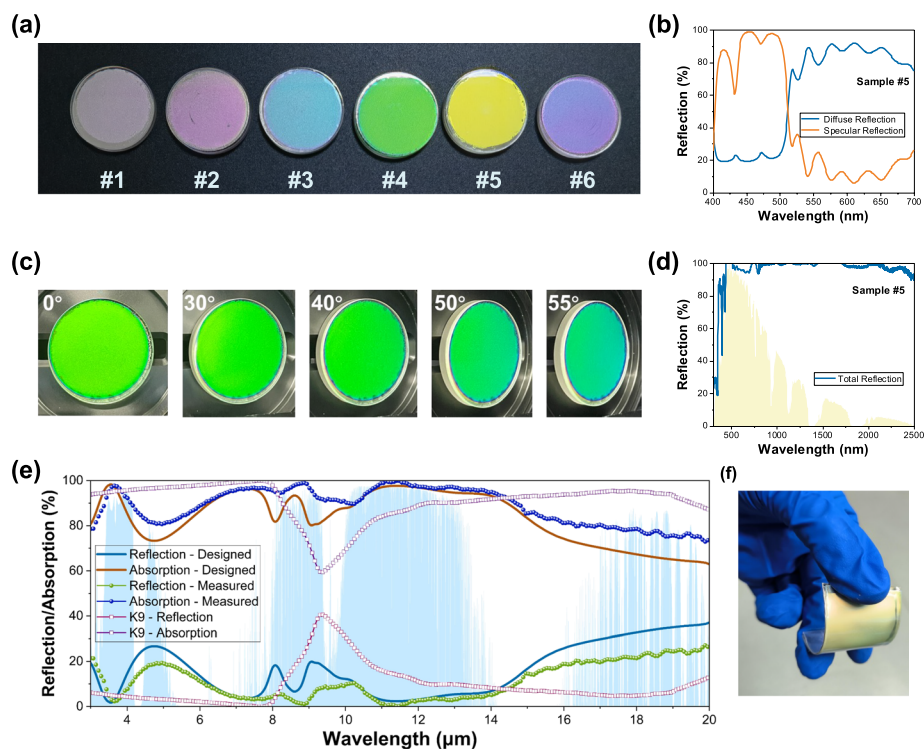 (a)
#1 #2 #3 #4 #5 #6
(b)
Reflection (%)
100
80
60
40
20
0
Sample #5
Diffuse Reflection
Specular Reflection
400 450 500 550 600 650 700
Wavelength (nm)
(c)
0° 30° 40° 50° 55°
(d)
Reflection (%)
100
80
60
40
20
0
Sample #5
Total Reflection
500 1000 1500 2000 2500
Wavelength (nm)
(e)
Reflection/Absorption (%)
100
80
60
40
20
0
Reflection - Designed
Absorption - Designed
Reflection - Measured
Absorption - Measured
K9 - Reflection
K9 - Absorption
4 6 8 10 12 14 16 18 20
Wavelength (μm)
(f)